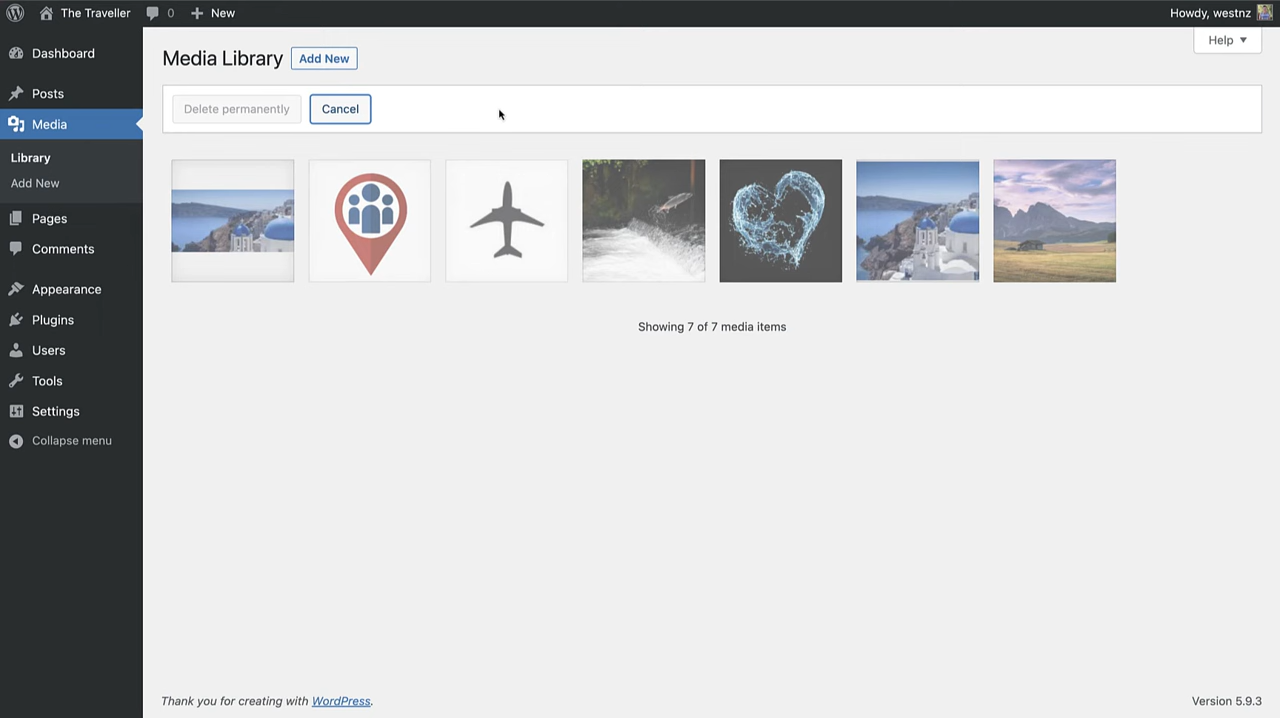 The Traveller 0 New Howdy, westnz
Dashboard
Posts
Media
Library
Add New
Pages
Comments
Appearance
Plugins
Users
Tools
Settings
Collapse menu
Help
Media Library Add New
Delete permanently Cancel
Showing 7 of 7 media items
Thank you for creating with WordPress. Version 5.9.3